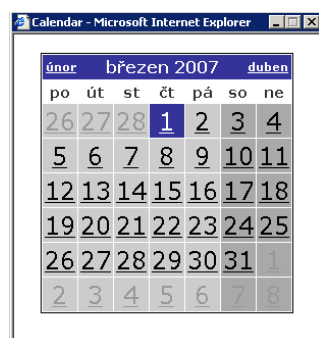 Calendar - Microsoft Internet Explorer
únor březen 2007 duben
po út st čt pá so ne
26 27 28 1 2 3 4
5 6 7 8 9 10 11
12 13 14 15 16 17 18
19 20 21 22 23 24 25
26 27 28 29 30 31 1
2 3 4 5 6 7 8